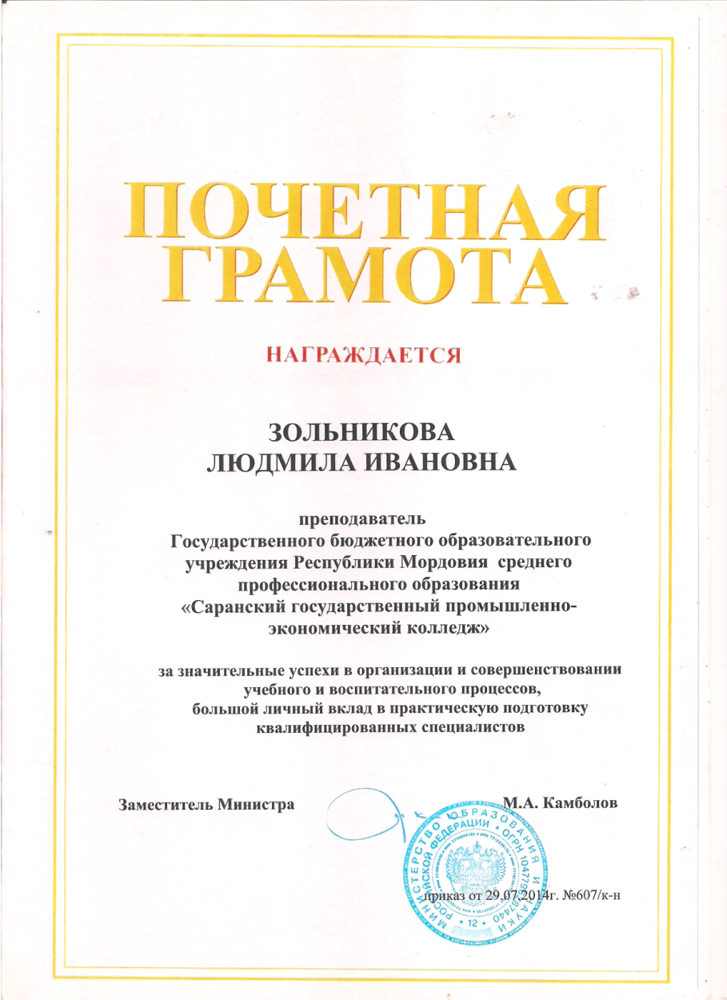 ПОЧЕТНАЯ
ГРАМОТА
НАГРАЖДАЕТСЯ
ЗОЛЬНИКОВА
ЛЮДМИЛА ИВАНОВНА
преподаватель
Государственного бюджетного образовательного
учреждения Республики Мордовия среднего
профессионального образования
«Саранский государственный промышленно-
экономический колледж»
за значительные успехи в организации и совершенствовании
учебного и воспитательного процессов,
большой личный вклад в практическую подготовку
квалифицированных специалистов
Заместитель Министра
М.А. Камболов
МИНИСТЕРСТВО ОБРАЗОВАНИЯ И НАУКИ
РОССИЙСКОЙ ФЕДЕРАЦИИ • ОГРН
• 12 •
приказ от 29.07.2014г. №607/к-н